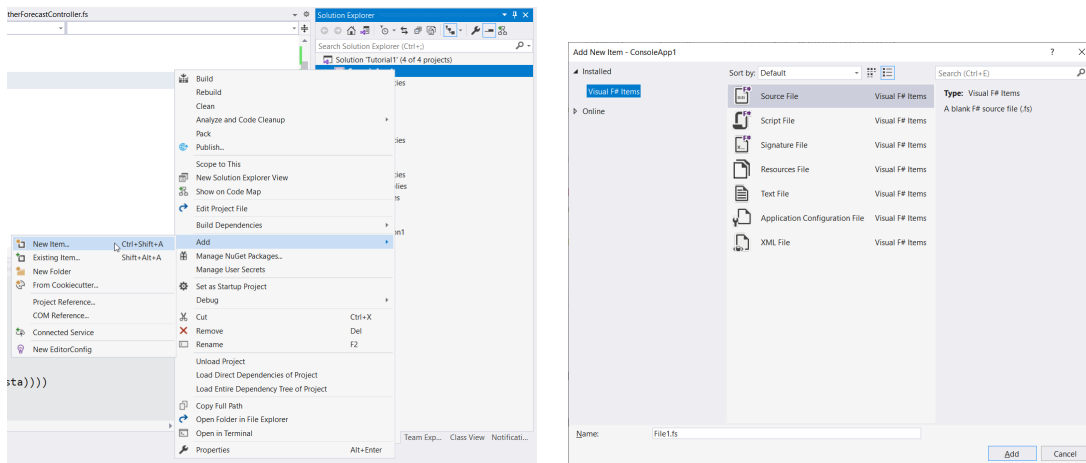 therForecastController.fs
Solution Explorer
Search Solution Explorer (Ctrl+;)
Solution 'Tutorial1' (4 of 4 projects)
Build
Rebuild
Clean
Analyze and Code Cleanup
Pack
Publish...
Scope to This
New Solution Explorer View
Show on Code Map
Edit Project File
Build Dependencies
Add
Manage NuGet Packages...
Manage User Secrets
Set as Startup Project
Debug
Cut Ctrl+X
Remove Del
Rename F2
Unload Project
Load Direct Dependencies of Project
Load Entire Dependency Tree of Project
Copy Full Path
Open Folder in File Explorer
Open in Terminal
Properties Alt+Enter
New Item... Ctrl+Shift+A
Existing Item... Shift+Alt+A
New Folder
From Cookiecutter...
Project Reference...
COM Reference...
Connected Service
New EditorConfig
sta))))
ies
ies
ies
lies
es
on1
Team Exp... Class View Notificati...
Add New Item - ConsoleApp1
? X
Installed
Visual F# Items
Online
Sort by: Default
Search (Ctrl+E)
Source File Visual F# Items
Script File Visual F# Items
Signature File Visual F# Items
Resources File Visual F# Items
Text File Visual F# Items
Application Configuration File Visual F# Items
XML File Visual F# Items
Type: Visual F# Items
A blank F# source file (.fs)
Name: File1.fs
Add Cancel